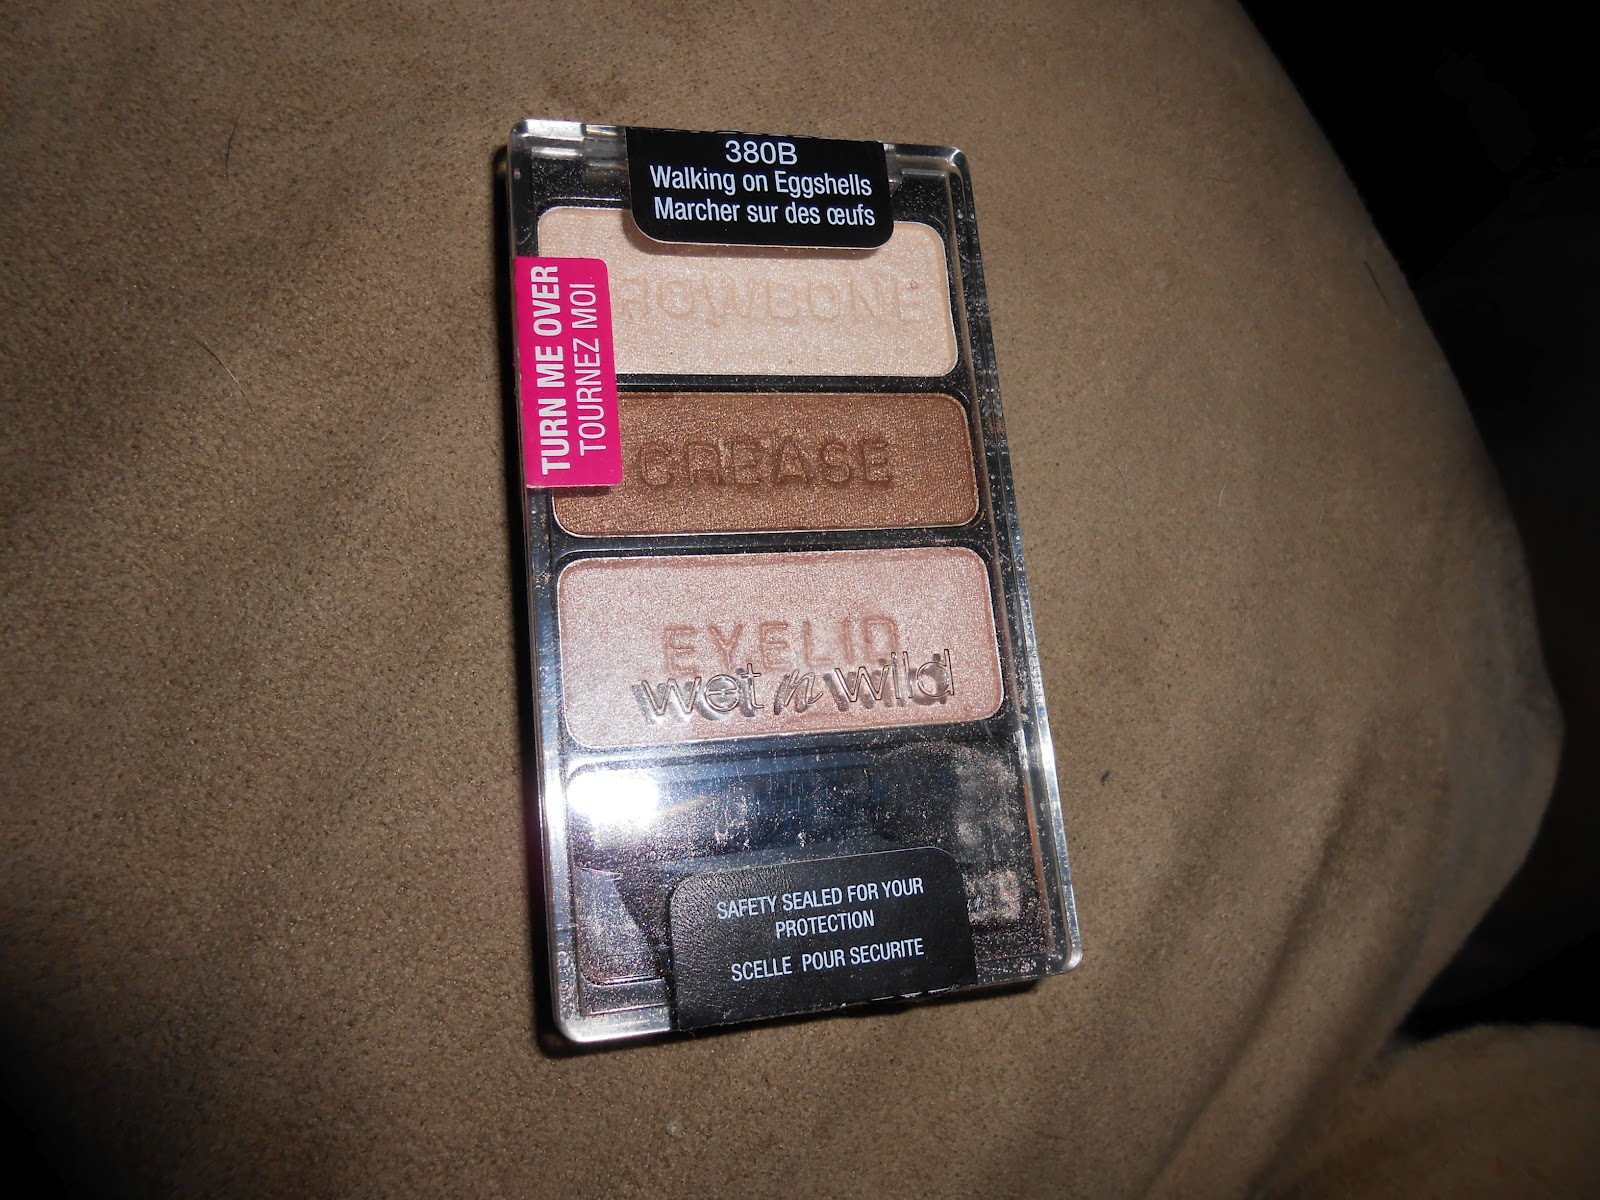 380B
Walking on Eggshells
Marcher sur des œufs
TURN ME OVER
TOURNEZ MOI
CREASE
EYELID
wet n wild
SAFETY SEALED FOR YOUR
PROTECTION
SCELLE POUR SECURITE